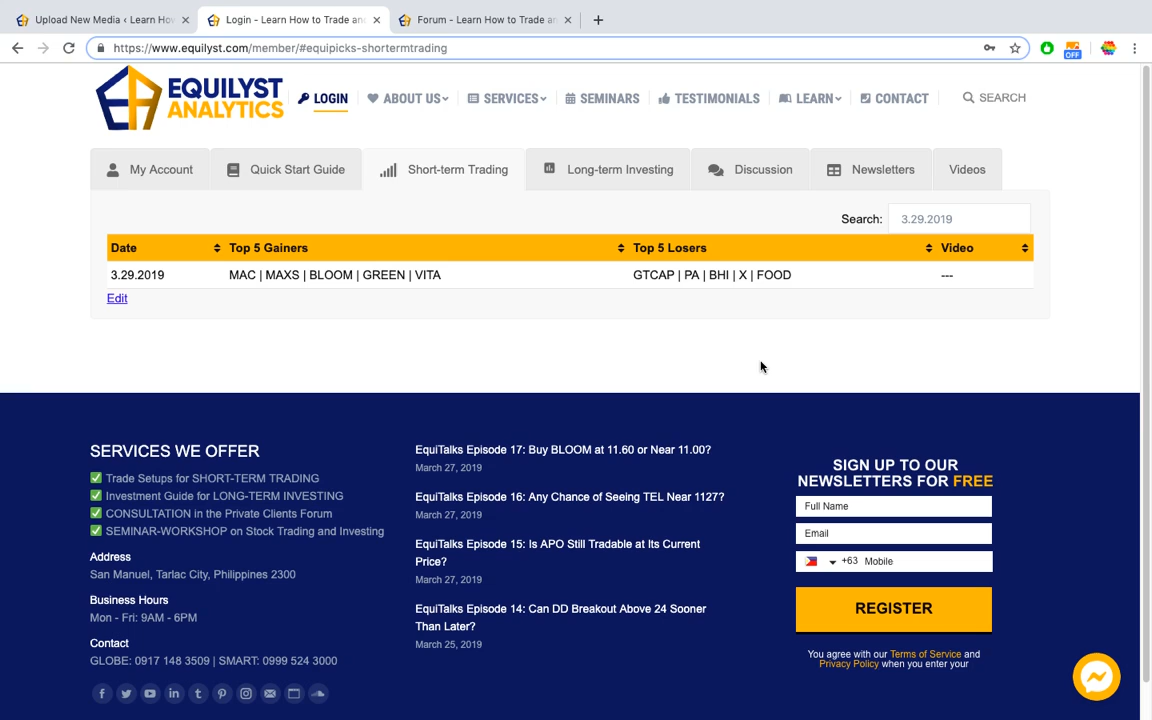 Upload New Media ‹ Learn How
Login - Learn How to Trade an
Forum - Learn How to Trade an
https://www.equilyst.com/member/#equipicks-shortermtrading
OFF
EQUILYST
ANALYTICS
LOGIN
ABOUT US
SERVICES
SEMINARS
TESTIMONIALS
LEARN
CONTACT
SEARCH
My Account
Quick Start Guide
Short-term Trading
Long-term Investing
Discussion
Newsletters
Videos
Search: 3.29.2019
Date Top 5 Gainers Top 5 Losers Video
3.29.2019 MAC | MAXS | BLOOM | GREEN | VITA GTCAP | PA | BHI | X | FOOD ---
Edit
SERVICES WE OFFER
Trade Setups for SHORT-TERM TRADING
Investment Guide for LONG-TERM INVESTING
CONSULTATION in the Private Clients Forum
SEMINAR-WORKSHOP on Stock Trading and Investing
Address
San Manuel, Tarlac City, Philippines 2300
Business Hours
Mon - Fri: 9AM - 6PM
Contact
GLOBE: 0917 148 3509 | SMART: 0999 524 3000
EquiTalks Episode 17: Buy BLOOM at 11.60 or Near 11.00?
March 27, 2019
EquiTalks Episode 16: Any Chance of Seeing TEL Near 1127?
March 27, 2019
EquiTalks Episode 15: Is APO Still Tradable at Its Current
Price?
March 27, 2019
EquiTalks Episode 14: Can DD Breakout Above 24 Sooner
Than Later?
March 25, 2019
SIGN UP TO OUR
NEWSLETTERS FOR FREE
Full Name
Email
+63 Mobile
REGISTER
You agree with our Terms of Service and
Privacy Policy when you enter your